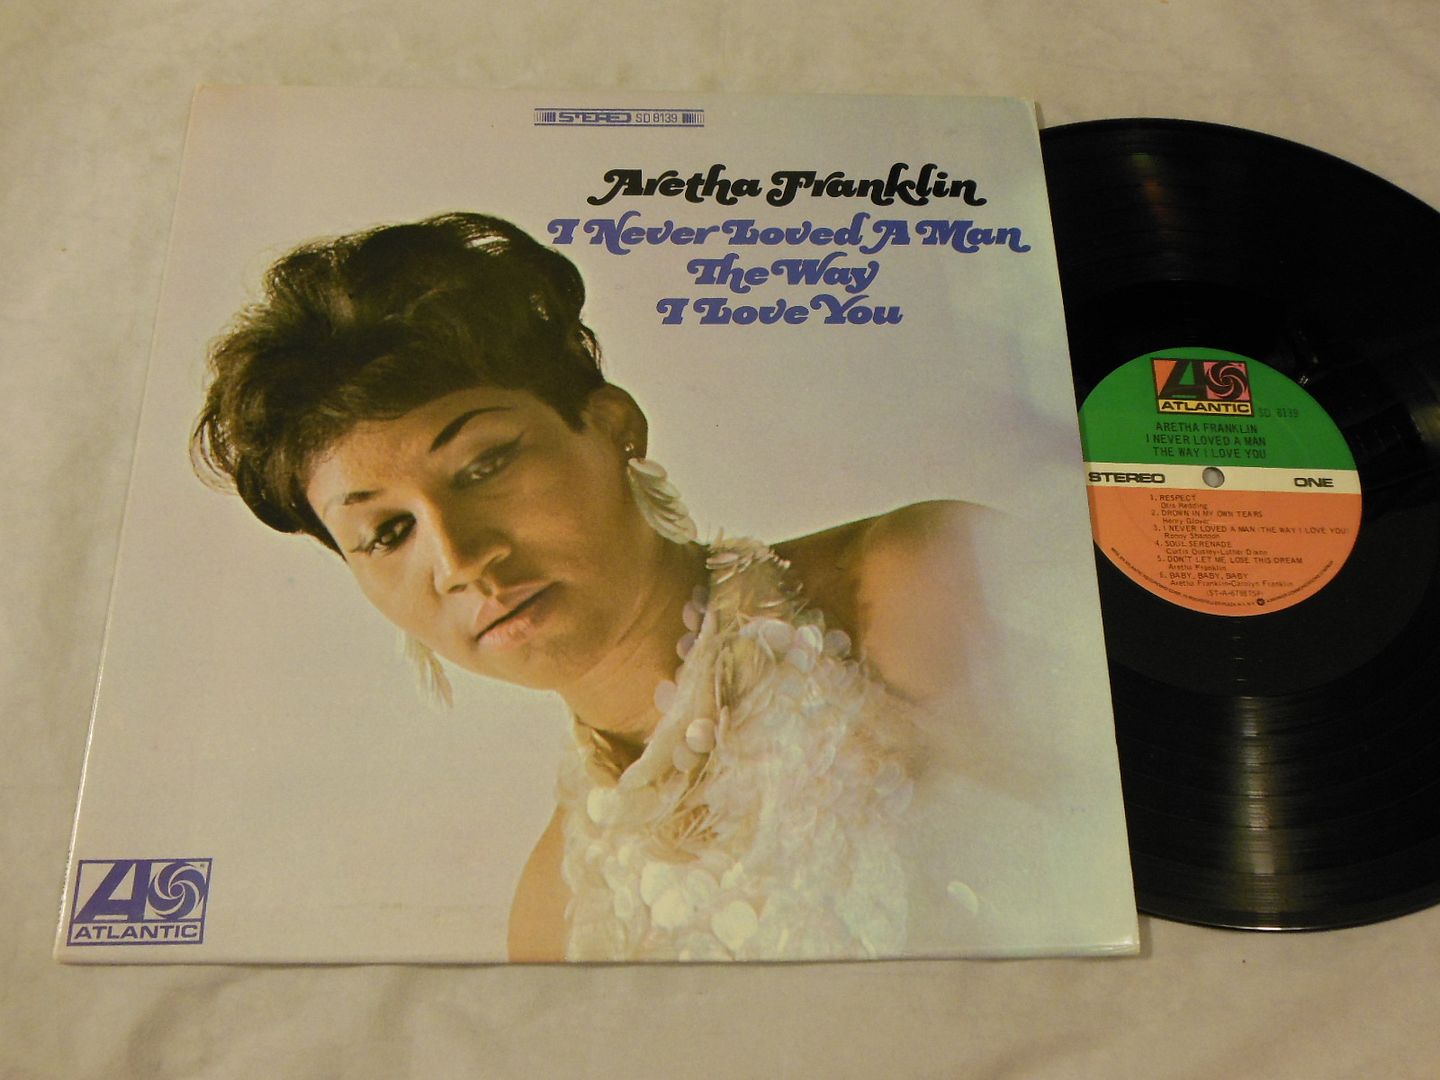 STEREO SD 8139
Aretha Franklin
I Never Loved A Man
The Way
I Love You
ATLANTIC
ATLANTIC
SD 8139
ARETHA FRANKLIN
I NEVER LOVED A MAN
THE WAY I LOVE YOU
STEREO ONE
1. RESPECT
Otis Redding
2. DROWN IN MY OWN TEARS
Henry Glover
3. I NEVER LOVED A MAN (THE WAY I LOVE YOU)
Ronny Shannon
4. SOUL SERENADE
Curtis Ousley-Luther Dixon
5. DON'T LET ME LOSE THIS DREAM
Aretha Franklin
6. BABY, BABY, BABY
Aretha Franklin-Carolyn Franklin